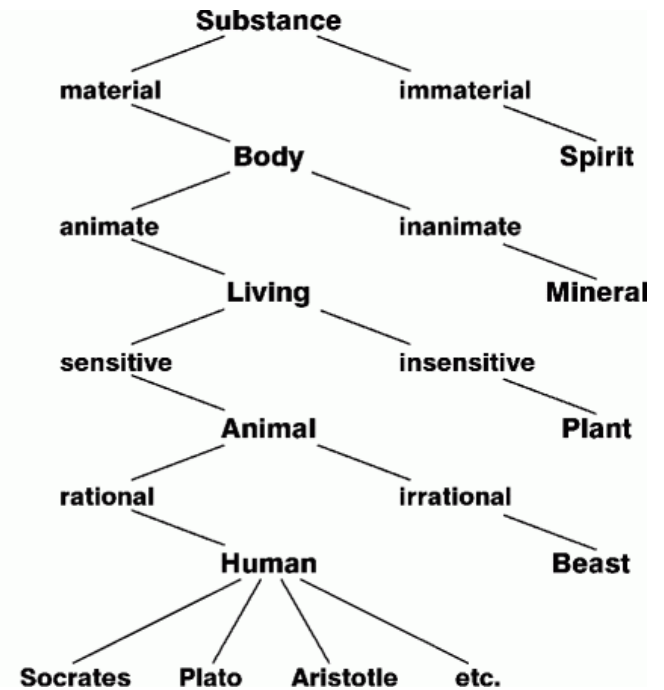 Substance
material immaterial
Body Spirit
animate inanimate
Living Mineral
sensitive insensitive
Animal Plant
rational irrational
Human Beast
Socrates Plato Aristotle etc.